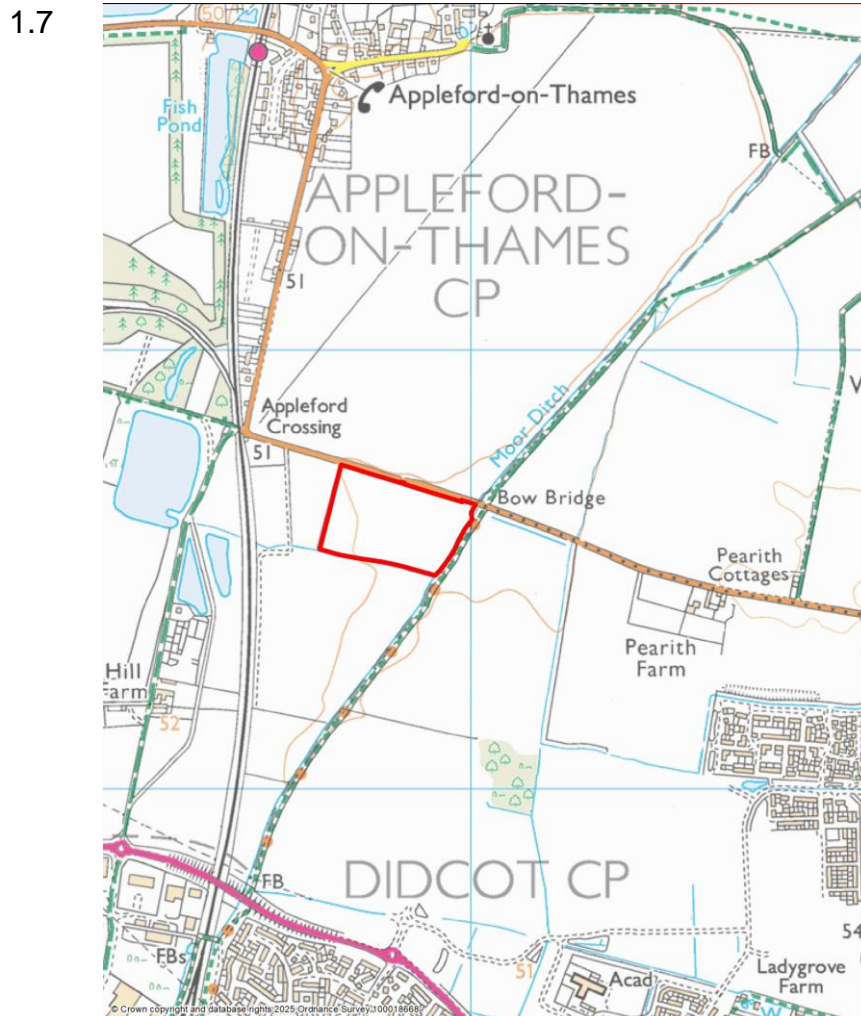 1.7
50
Fish
Pond
Appleford-on-Thames
FB
APPLEFORD-
ON-THAMES
CP
51
Moor Ditch
Appleford
Crossing
51
Bow Bridge
Pearith
Cottages
Pearith
Farm
Hill
Farm
52
DIDCOT CP
FB
FBs
51
Acad
54
Ladygrove
Farm
W
© Crown copyright and database rights 2025 Ordnance Survey 100018668